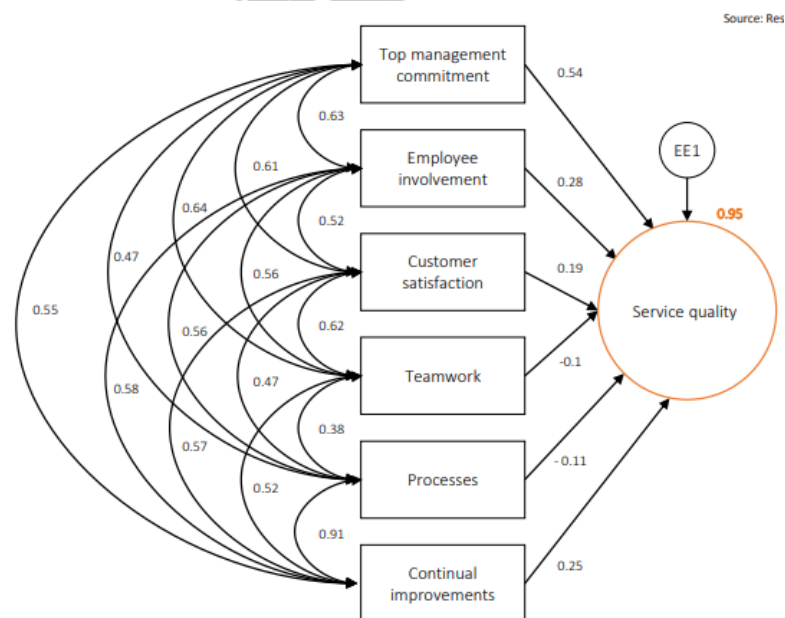 Source: Res
Top management
commitment
0.54
0.63
EE1
Employee
involvement
0.28
0.61
0.64
0.52
0.95
0.47
Customer
satisfaction
0.19
0.56
Service quality
0.55
0.56
0.62
Teamwork
-0.1
0.58
0.47
0.38
0.57
Processes
- 0.11
0.52
0.91
Continual
improvements
0.25